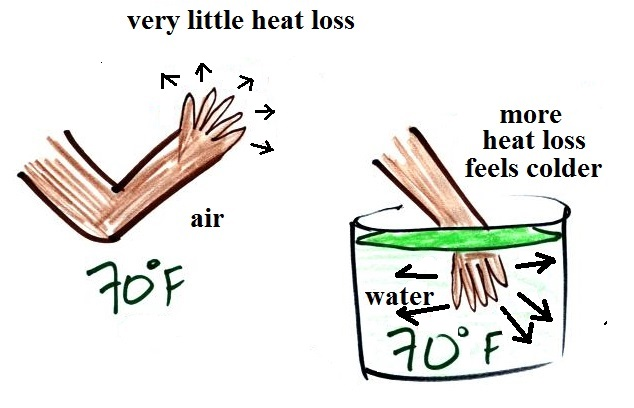 very little heat loss
air
70°F
more
heat loss
feels colder
water
70°F